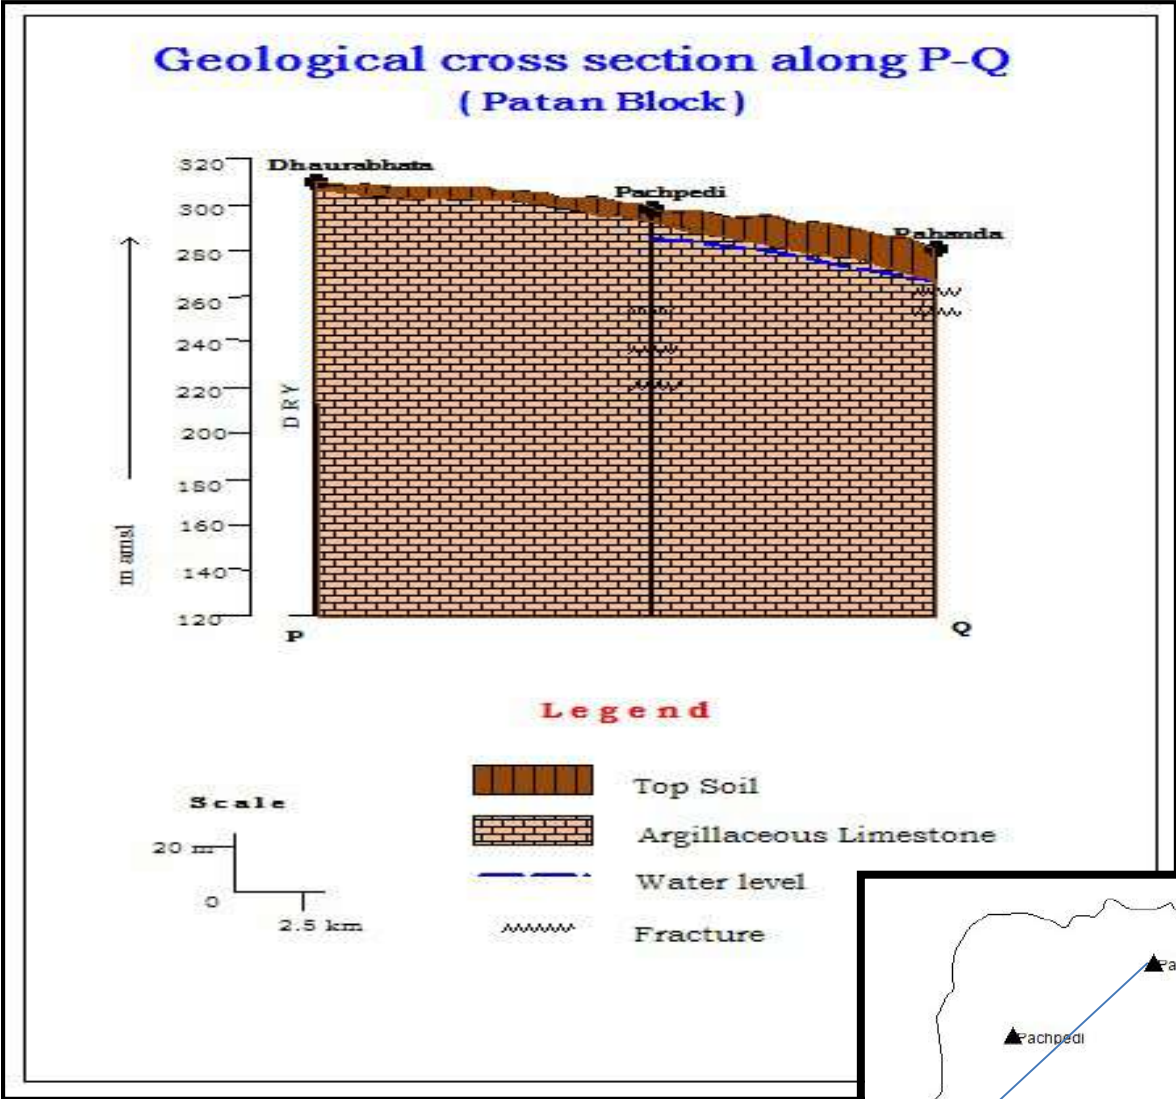 Geological cross section along P-Q
( Patan Block )
320
Dhaurabhata
Pachpedi
300
Pahanda
280
260
240
220
DRY
200
180
160
m amsl
140
120
P
Q
Legend
Top Soil
Scale
Argillaceous Limestone
20 m
Water level
0
2.5 km
Fracture
Pa
Pachpedi